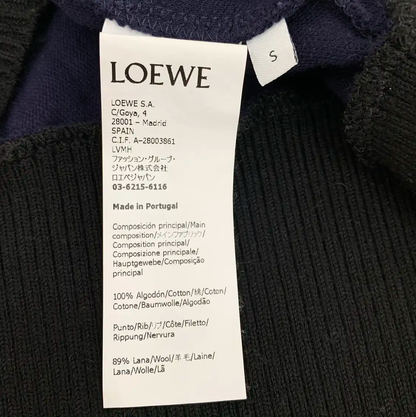 LOEWE
S
LOEWE S.A.
C/Goya, 4
28001 – Madrid
SPAIN
C.I.F. A-28003861
LVMH
ファッション・グループ・
ジャパン株式会社
ロエベジャパン
03-6215-6116
Made in Portugal
Composición principal/Main
composition/メインファブリック/
Composition principal/
Composizione principale/
Hauptgewebe/Composição
principal
100% Algodón/Cotton/綿/Coton/
Cotone/Baumwolle/Algodão
Punto/Rib/リブ/Côte/Filetto/
Rippung/Nervura
89% Lana/Wool/羊毛/Laine/
Lana/Wolle/Lã